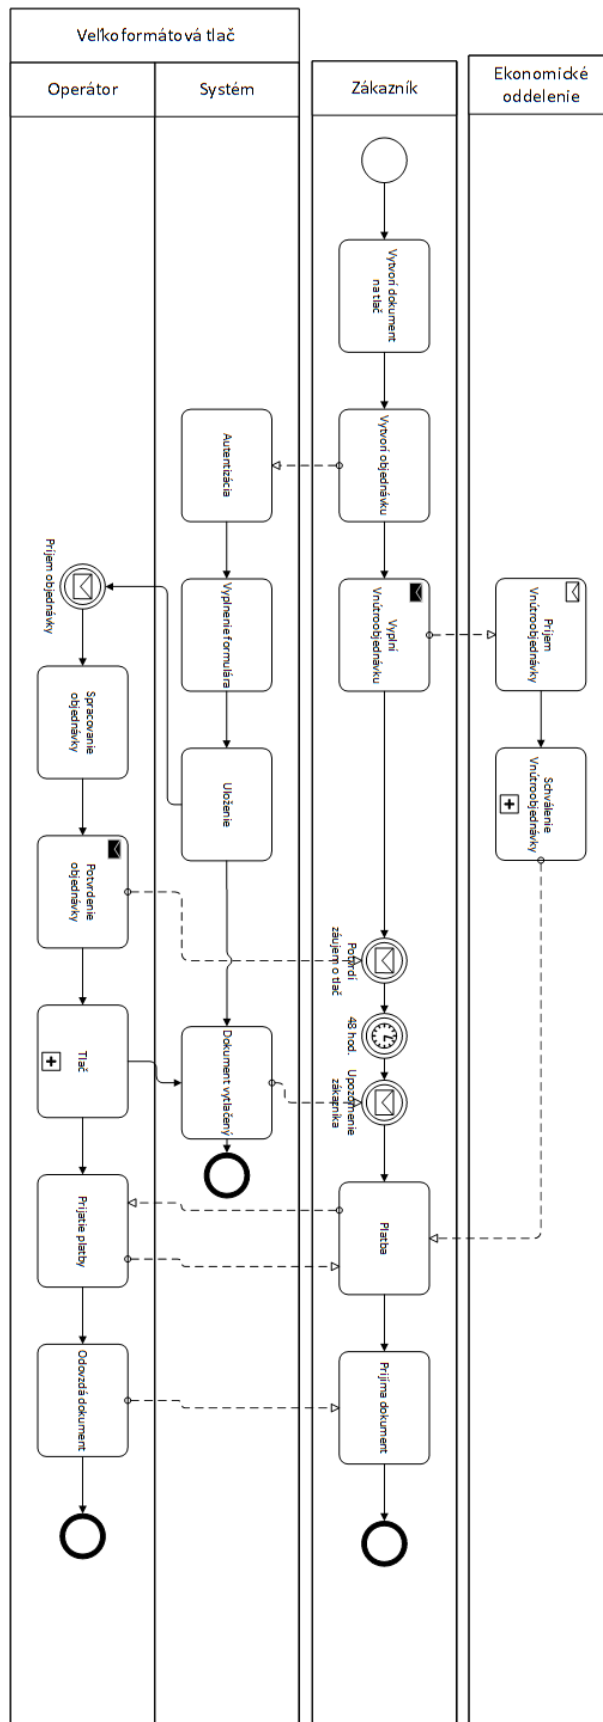 Veľkoformátová tlač
Operátor
Systém
Zákazník
Ekonomické
oddelenie
Vytvorí dokument
na tlač
Vytvorí objednávku
Autentizácia
Vyplní
Vnútroobjednávku
Príjem
Vnútroobjednávky
Vyplnenie formulára
Príjem objednávky
Spracovanie
objednávky
Uloženie
Schválenie
Vnútroobjednávky
Potvrdenie
objednávky
Potvrdí
záujem o tlač
48 hod.
Upozornenie
zákazníka
Tlač
Dokument vytlačený
Prijatie platby
Platba
Odovzdá dokument
Prijíma dokument